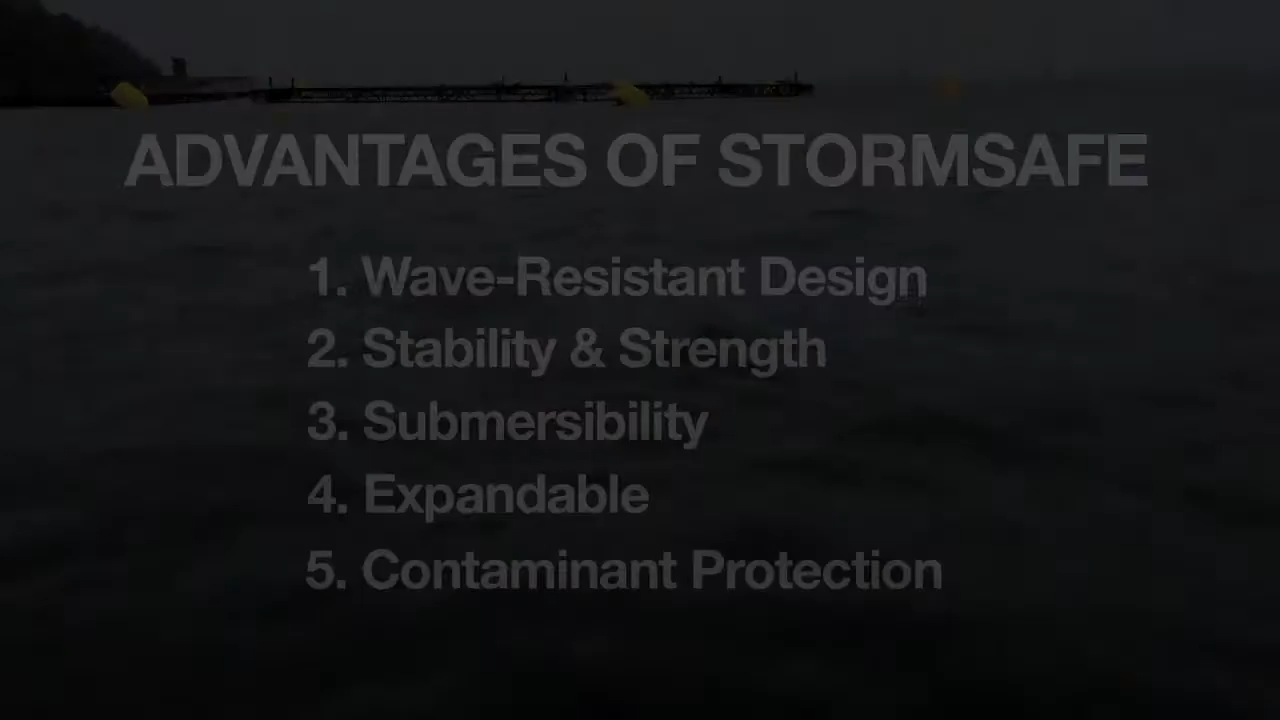 ADVANTAGES OF STORMSAFE
1. Wave-Resistant Design
2. Stability & Strength
3. Submersibility
4. Expandable
5. Contaminant Protection